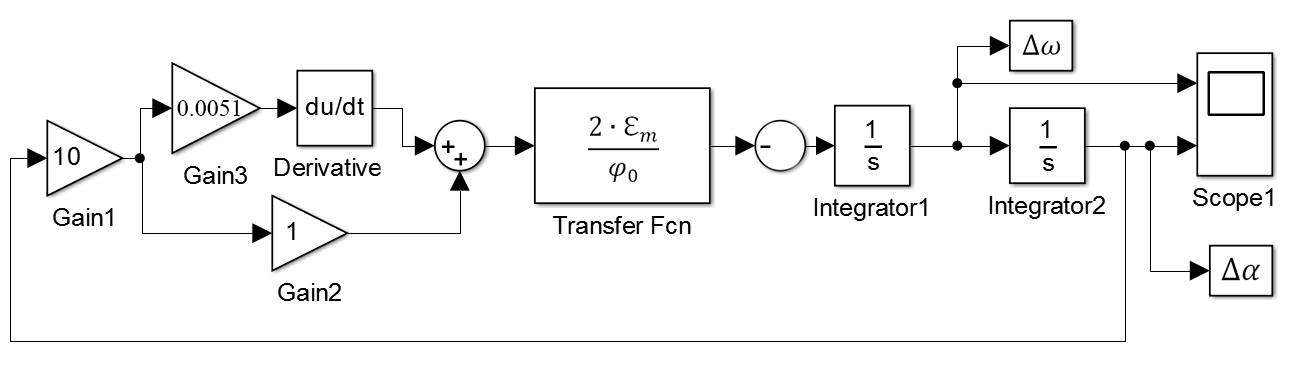 10
Gain1
0.0051
Gain3
du/dt
Derivative
1
Gain2
+
+
2 · Ɛₘ
φ₀
Transfer Fcn
-
1
s
Integrator1
Δω
1
s
Integrator2
Scope1
Δα